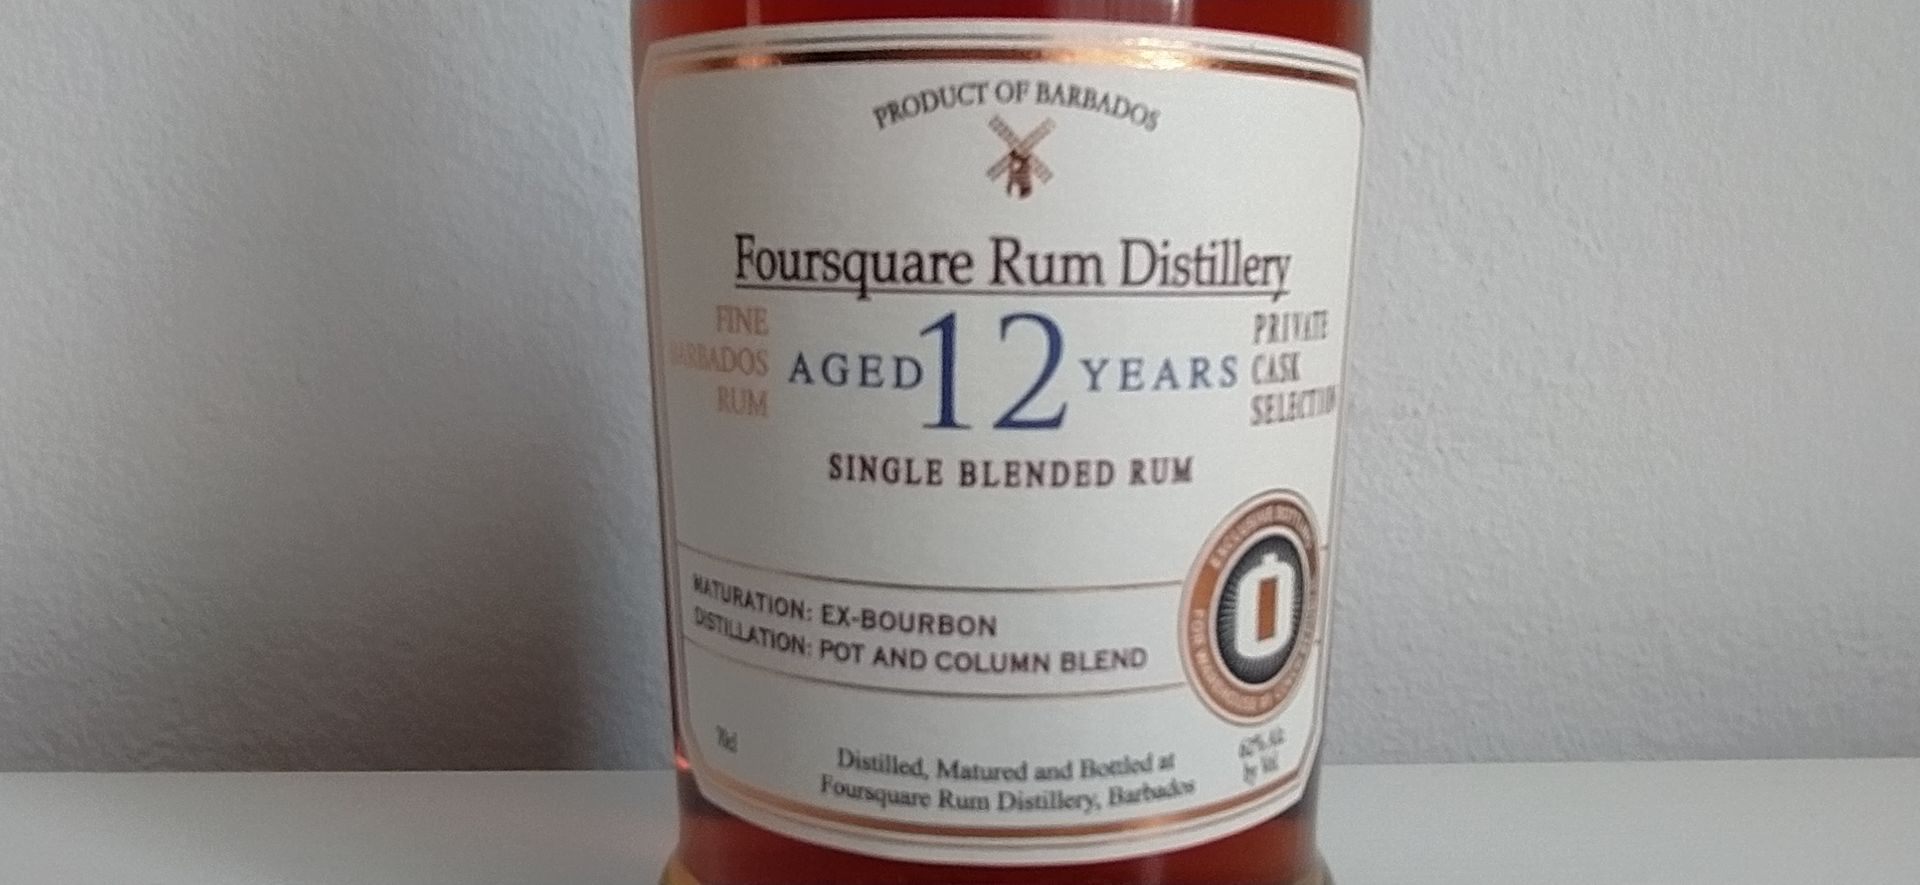 PRODUCT OF BARBADOS
Foursquare Rum Distillery
FINE
BARBADOS
RUM
AGED 12 YEARS
PRIVATE
CASK
SELECTION
SINGLE BLENDED RUM
MATURATION: EX-BOURBON
DISTILLATION: POT AND COLUMN BLEND
70cl
Distilled, Matured and Bottled at
Foursquare Rum Distillery, Barbados
62% Alc
by Vol.